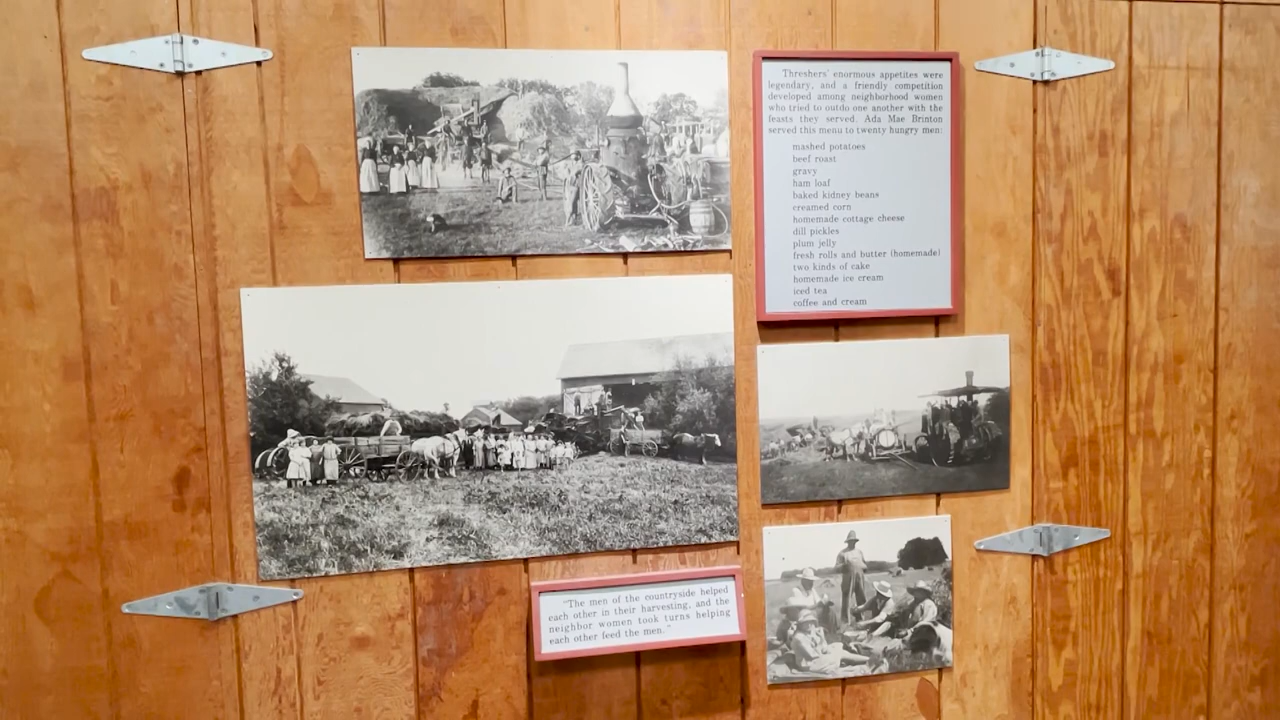 Threshers' enormous appetites were
legendary, and a friendly competition
developed among neighborhood women
who tried to outdo one another with the
feasts they served. Ada Mae Brinton
served this menu to twenty hungry men:
mashed potatoes
beef roast
gravy
ham loaf
baked kidney beans
creamed corn
homemade cottage cheese
dill pickles
plum jelly
fresh rolls and butter (homemade)
two kinds of cake
homemade ice cream
iced tea
coffee and cream
"The men of the countryside helped
each other in their harvesting, and the
neighbor women took turns helping
each other feed the men."